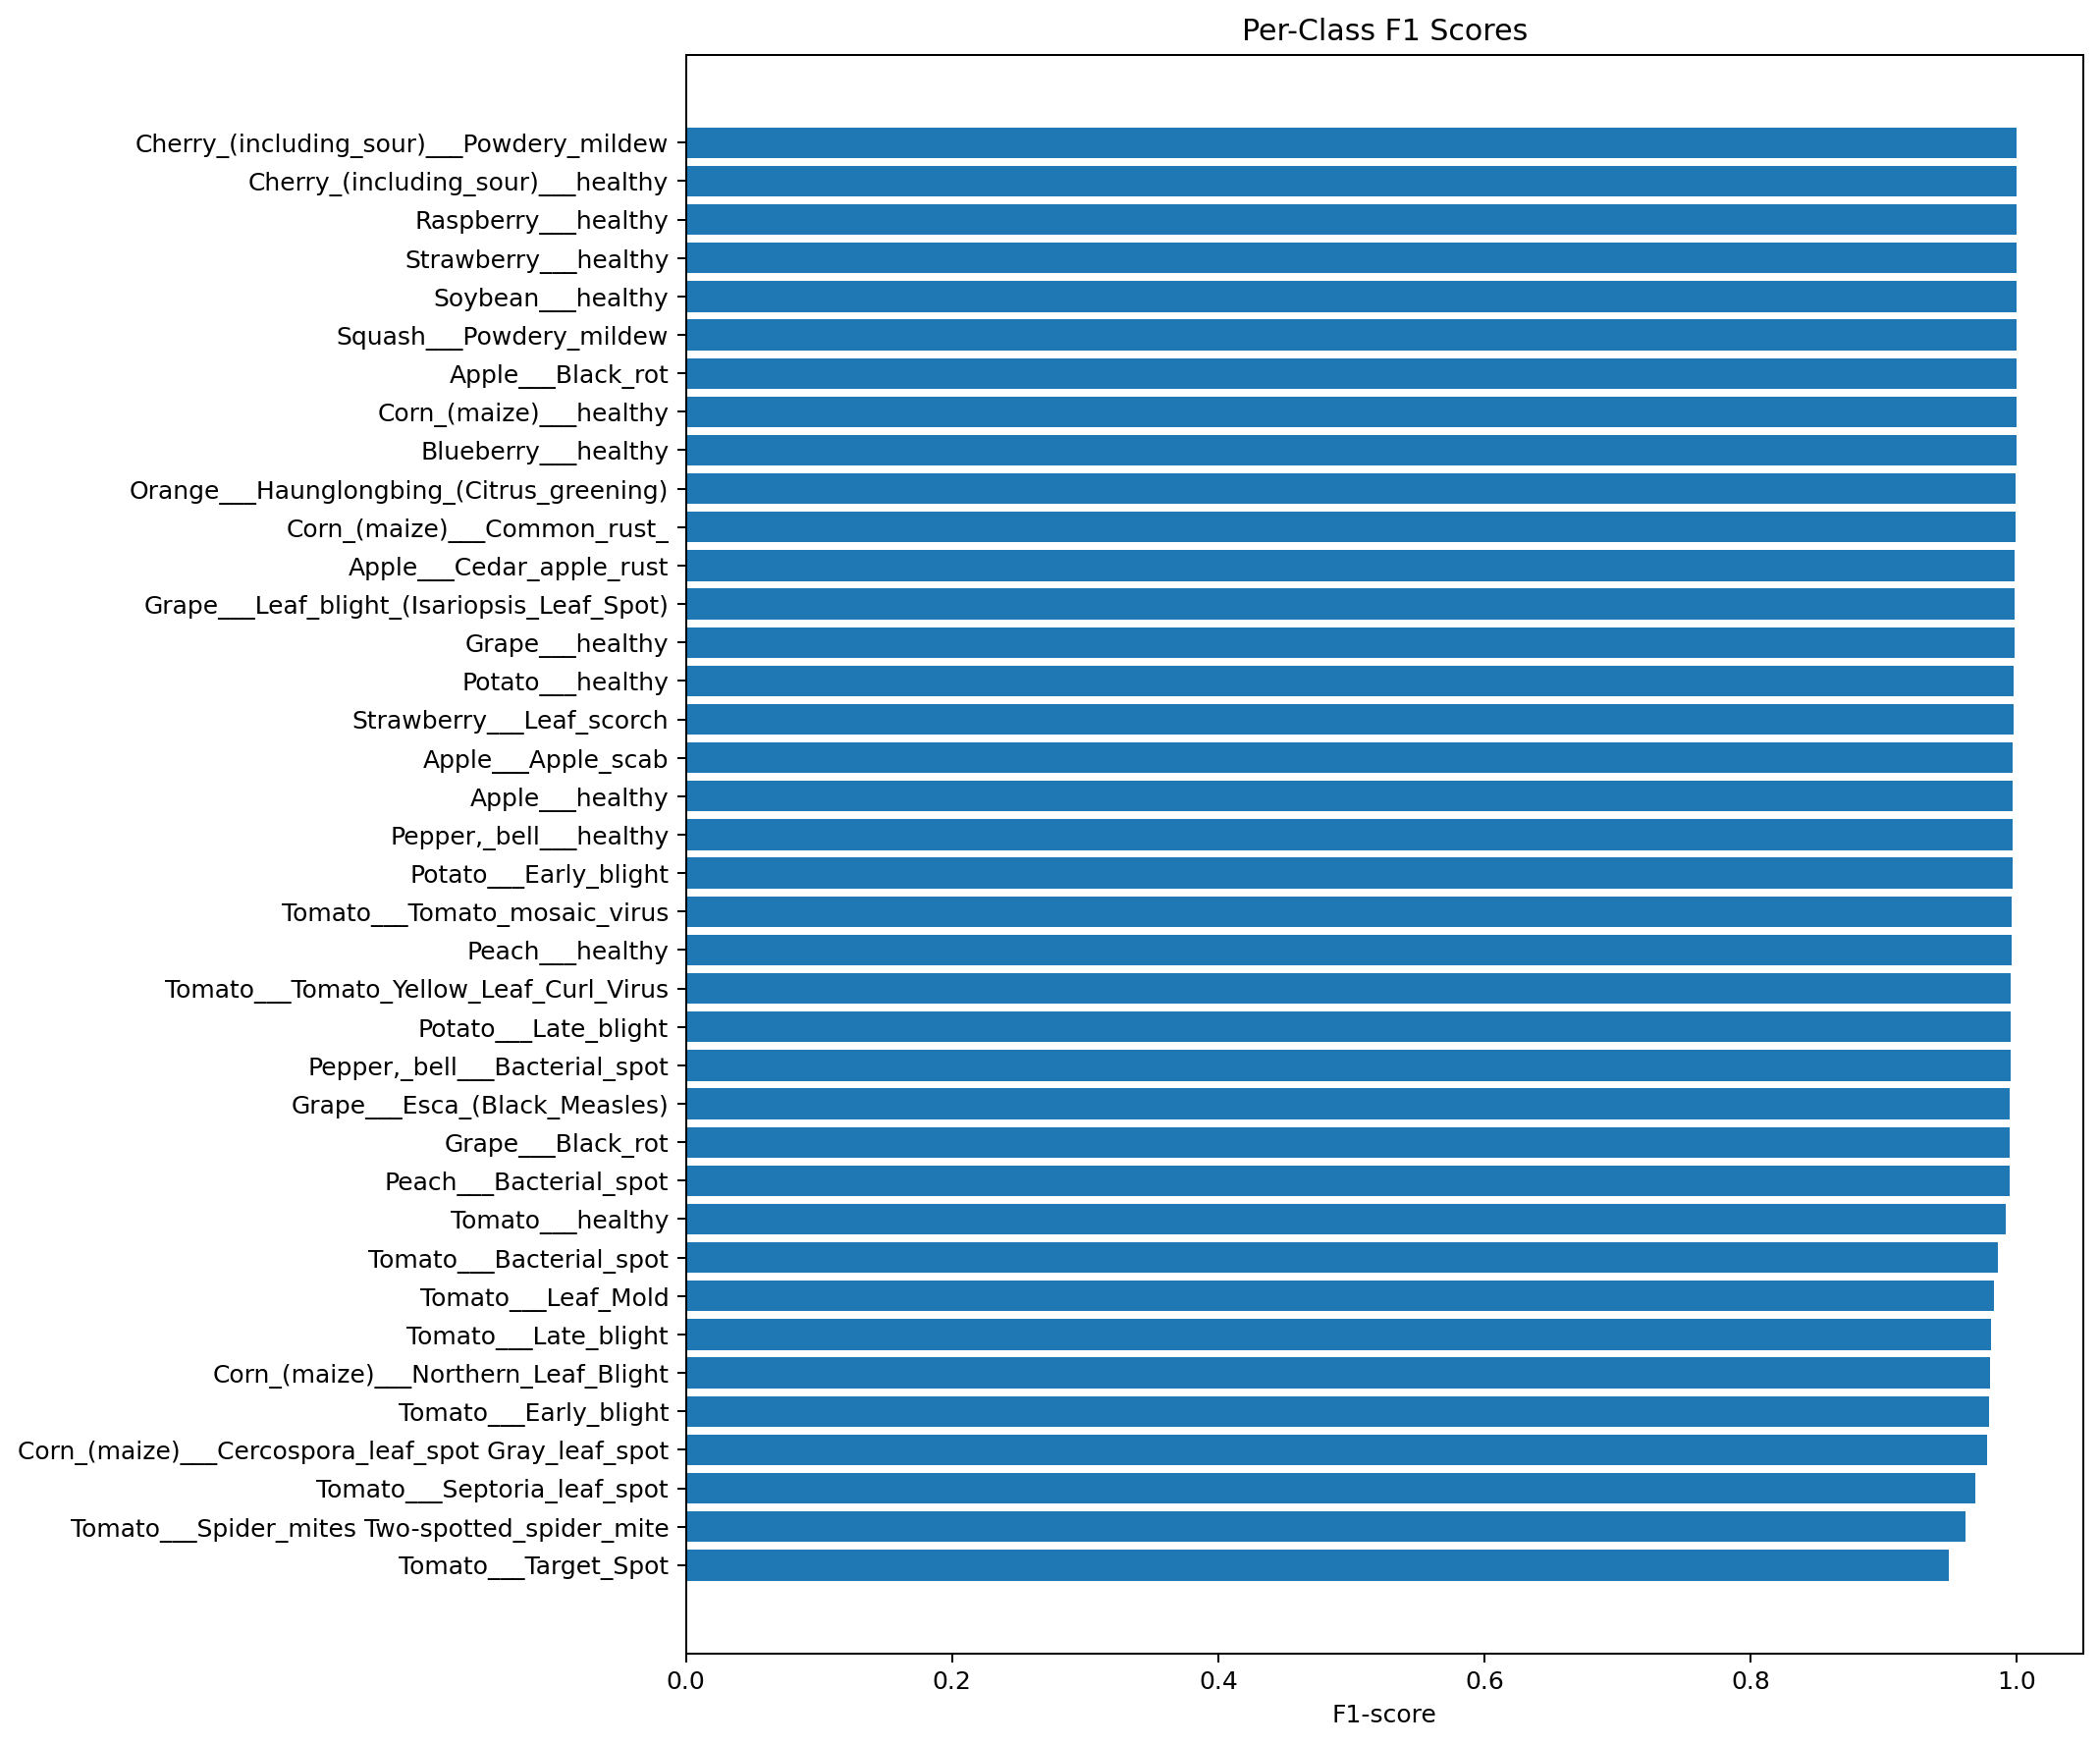 Per-Class F1 Scores
Cherry_(including_sour)___Powdery_mildew
Cherry_(including_sour)___healthy
Raspberry___healthy
Strawberry___healthy
Soybean___healthy
Squash___Powdery_mildew
Apple___Black_rot
Corn_(maize)___healthy
Blueberry___healthy
Orange___Haunglongbing_(Citrus_greening)
Corn_(maize)___Common_rust_
Apple___Cedar_apple_rust
Grape___Leaf_blight_(Isariopsis_Leaf_Spot)
Grape___healthy
Potato___healthy
Strawberry___Leaf_scorch
Apple___Apple_scab
Apple___healthy
Pepper,_bell___healthy
Potato___Early_blight
Tomato___Tomato_mosaic_virus
Peach___healthy
Tomato___Tomato_Yellow_Leaf_Curl_Virus
Potato___Late_blight
Pepper,_bell___Bacterial_spot
Grape___Esca_(Black_Measles)
Grape___Black_rot
Peach___Bacterial_spot
Tomato___healthy
Tomato___Bacterial_spot
Tomato___Leaf_Mold
Tomato___Late_blight
Corn_(maize)___Northern_Leaf_Blight
Tomato___Early_blight
Corn_(maize)___Cercospora_leaf_spot Gray_leaf_spot
Tomato___Septoria_leaf_spot
Tomato___Spider_mites Two-spotted_spider_mite
Tomato___Target_Spot
0.0 0.2 0.4 0.6 0.8 1.0
F1-score